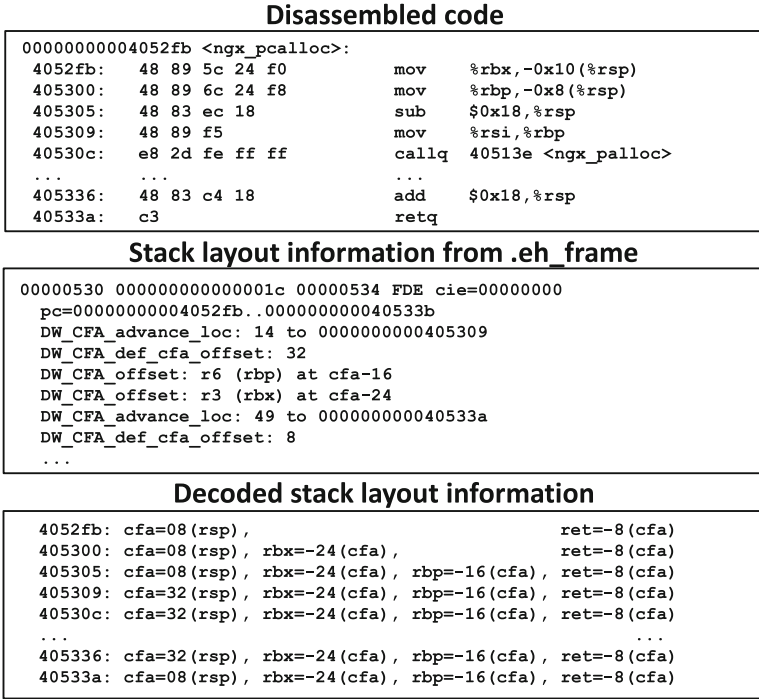 Disassembled code
00000000004052fb <ngx_pcalloc>:
4052fb: 48 89 5c 24 f0 mov %rbx,-0x10(%rsp)
405300: 48 89 6c 24 f8 mov %rbp,-0x8(%rsp)
405305: 48 83 ec 18 sub $0x18,%rsp
405309: 48 89 f5 mov %rsi,%rbp
40530c: e8 2d fe ff ff callq 40513e <ngx_palloc>
... ... ...
405336: 48 83 c4 18 add $0x18,%rsp
40533a: c3 retq
Stack layout information from .eh_frame
00000530 000000000000001c 00000534 FDE cie=00000000
pc=00000000004052fb..000000000040533b
DW_CFA_advance_loc: 14 to 0000000000405309
DW_CFA_def_cfa_offset: 32
DW_CFA_offset: r6 (rbp) at cfa-16
DW_CFA_offset: r3 (rbx) at cfa-24
DW_CFA_advance_loc: 49 to 000000000040533a
DW_CFA_def_cfa_offset: 8
...
Decoded stack layout information
4052fb: cfa=08(rsp), ret=-8(cfa)
405300: cfa=08(rsp), rbx=-24(cfa), ret=-8(cfa)
405305: cfa=08(rsp), rbx=-24(cfa), rbp=-16(cfa), ret=-8(cfa)
405309: cfa=32(rsp), rbx=-24(cfa), rbp=-16(cfa), ret=-8(cfa)
40530c: cfa=32(rsp), rbx=-24(cfa), rbp=-16(cfa), ret=-8(cfa)
... ...
405336: cfa=32(rsp), rbx=-24(cfa), rbp=-16(cfa), ret=-8(cfa)
40533a: cfa=08(rsp), rbx=-24(cfa), rbp=-16(cfa), ret=-8(cfa)